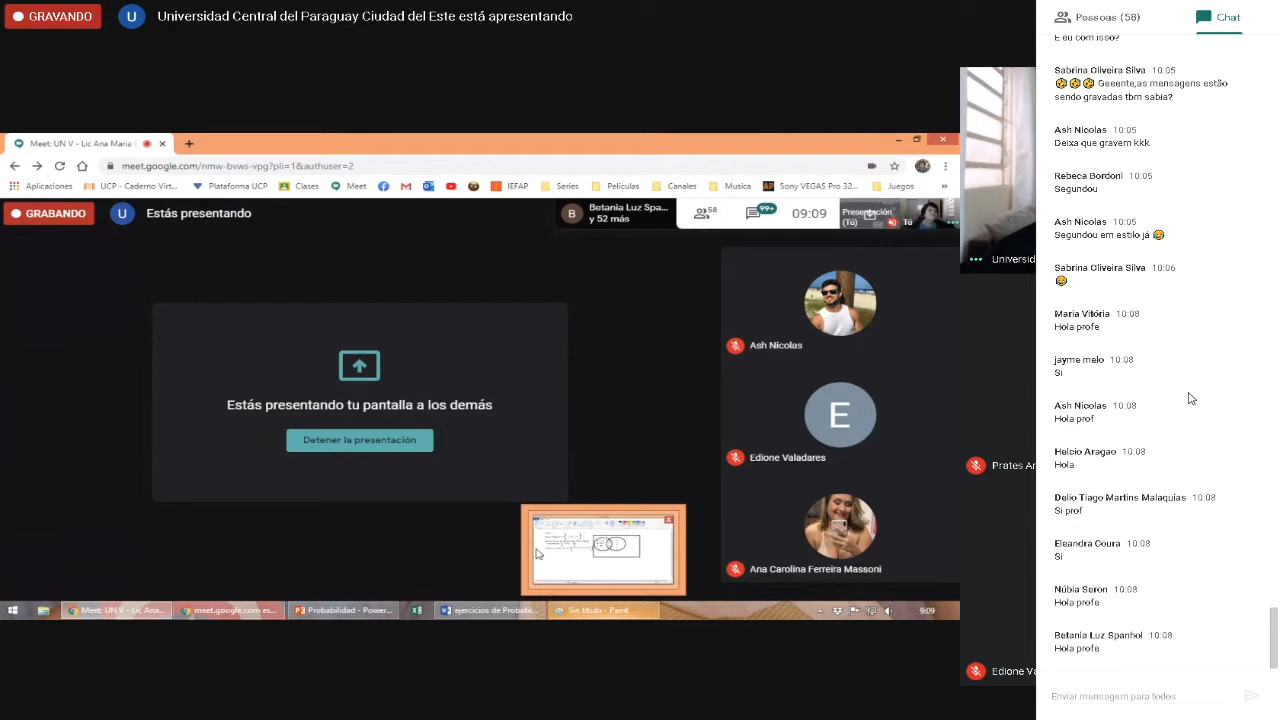 GRAVANDO
U
Universidad Central del Paraguay Ciudad del Este está apresentando
Pessoas (58)
Chat
Meet: UN V - Lic Ana Maria
meet.google.com/nmw-bvws-vpg?pli=1&authuser=2
Aplicaciones
UCP - Caderno Virt...
Plataforma UCP
Clases
Meet
Facebook
IEFAP
Series
Peliculas
Canales
Musica
Sony VEGAS Pro 32...
Juegos
»
GRABANDO
U
Estás presentando
B
Betania Luz Spa...
y 52 más
58
99+
09:09
Presentación
(Tú)
Tú
Estás presentando tu pantalla a los demás
Detener la presentación
Ash Nicolas
E
Edione Valadares
Ana Carolina Ferreira Massoni
Meet: UN V - Lic Ana...
meet.google.com es...
Probabilidad - Power...
ejercicios de Probabi...
Sin título - Paint
9:09
Universid
Prates Ar
Edione Va
E eu com isso?
Sabrina Oliveira Silva 10:05
🤣🤣🤣 Geeente,as mensagens estão
sendo gravadas tbm sabia?
Ash Nicolas 10:05
Deixa que gravem kkk
Rebeca Bordoni 10:05
Segundou
Ash Nicolas 10:05
Segundou em estilo já 😂
Sabrina Oliveira Silva 10:06
😂
Maria Vitória 10:08
Hola profe
jayme melo 10:08
Si
Ash Nicolas 10:08
Hola prof
Helcio Aragao 10:08
Hola
Delio Tiago Martins Malaquias 10:08
Si prof
Eleandra Coura 10:08
Si
Núbia Seron 10:08
Hola profe
Betania Luz Spanhol 10:08
Hola profe
Enviar mensagem para todos